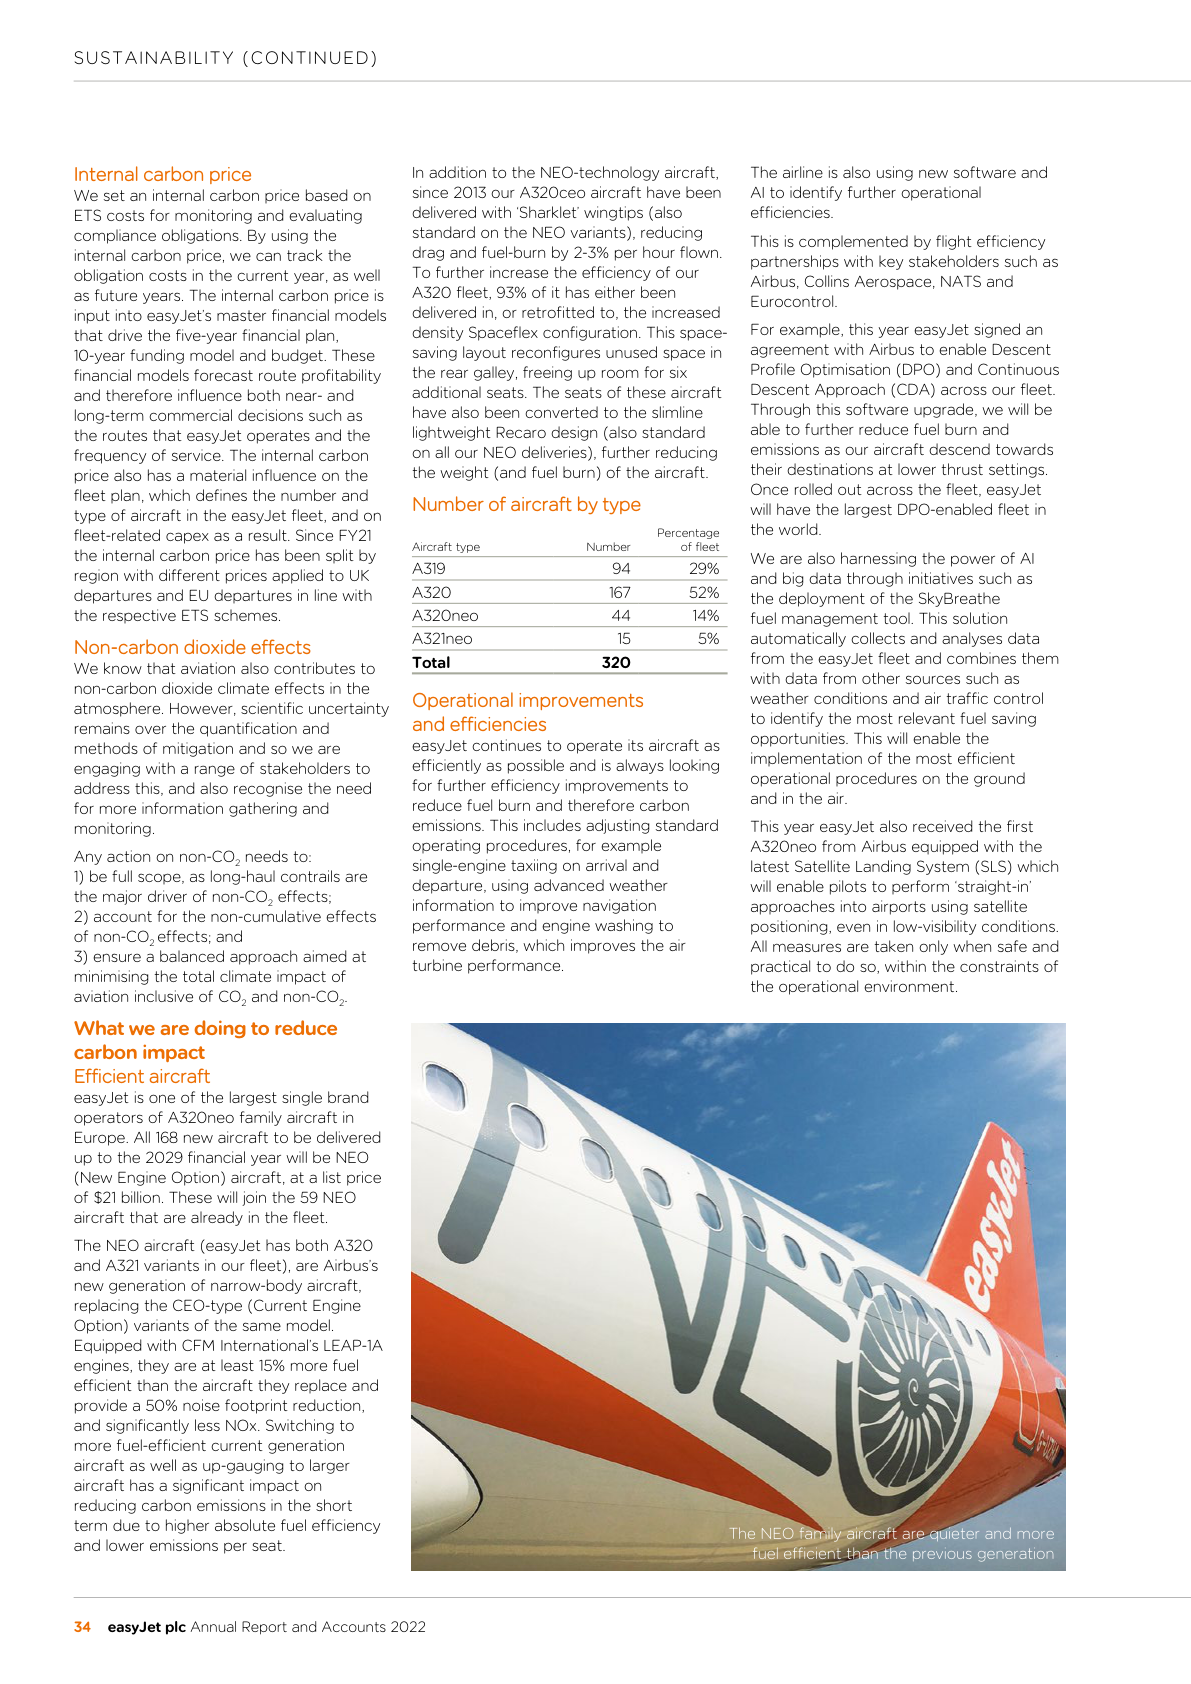 SUSTAINABILITY (CONTINUED)
Internal carbon price
We set an internal carbon price based on
ETS costs for monitoring and evaluating
compliance obligations. By using the
internal carbon price, we can track the
obligation costs in the current year, as well
as future years. The internal carbon price is
input into easyJet's master financial models
that drive the five-year financial plan,
10-year funding model and budget. These
financial models forecast route profitability
and therefore influence both near- and
long-term commercial decisions such as
the routes that easyJet operates and the
frequency of service. The internal carbon
price also has a material influence on the
fleet plan, which defines the number and
type of aircraft in the easyJet fleet, and on
fleet-related capex as a result. Since FY21
the internal carbon price has been split by
region with different prices applied to UK
departures and EU departures in line with
the respective ETS schemes.
Non-carbon dioxide effects
We know that aviation also contributes to
non-carbon dioxide climate effects in the
atmosphere. However, scientific uncertainty
remains over the quantification and
methods of mitigation and so we are
engaging with a range of stakeholders to
address this, and also recognise the need
for more information gathering and
monitoring.
Any action on non-CO₂ needs to:
1) be full scope, as long-haul contrails are
the major driver of non-CO₂ effects;
2) account for the non-cumulative effects
of non-CO₂ effects; and
3) ensure a balanced approach aimed at
minimising the total climate impact of
aviation inclusive of CO₂ and non-CO₂.
What we are doing to reduce
carbon impact
Efficient aircraft
easyJet is one of the largest single brand
operators of A320neo family aircraft in
Europe. All 168 new aircraft to be delivered
up to the 2029 financial year will be NEO
(New Engine Option) aircraft, at a list price
of $21 billion. These will join the 59 NEO
aircraft that are already in the fleet.
The NEO aircraft (easyJet has both A320
and A321 variants in our fleet), are Airbus's
new generation of narrow-body aircraft,
replacing the CEO-type (Current Engine
Option) variants of the same model.
Equipped with CFM International's LEAP-1A
engines, they are at least 15% more fuel
efficient than the aircraft they replace and
provide a 50% noise footprint reduction,
and significantly less NOx. Switching to
more fuel-efficient current generation
aircraft as well as up-gauging to larger
aircraft has a significant impact on
reducing carbon emissions in the short
term due to higher absolute fuel efficiency
and lower emissions per seat.
In addition to the NEO-technology aircraft,
since 2013 our A320ceo aircraft have been
delivered with 'Sharklet' wingtips (also
standard on the NEO variants), reducing
drag and fuel-burn by 2-3% per hour flown.
To further increase the efficiency of our
A320 fleet, 93% of it has either been
delivered in, or retrofitted to, the increased
density Spaceflex configuration. This space-
saving layout reconfigures unused space in
the rear galley, freeing up room for six
additional seats. The seats of these aircraft
have also been converted to the slimline
lightweight Recaro design (also standard
on all our NEO deliveries), further reducing
the weight (and fuel burn) of the aircraft.
Number of aircraft by type
Aircraft type Number Percentage of fleet
A319 94 29%
A320 167 52%
A320neo 44 14%
A321neo 15 5%
Total 320
Operational improvements
and efficiencies
easyJet continues to operate its aircraft as
efficiently as possible and is always looking
for further efficiency improvements to
reduce fuel burn and therefore carbon
emissions. This includes adjusting standard
operating procedures, for example
single-engine taxiing on arrival and
departure, using advanced weather
information to improve navigation
performance and engine washing to
remove debris, which improves the air
turbine performance.
The airline is also using new software and
AI to identify further operational
efficiencies.
This is complemented by flight efficiency
partnerships with key stakeholders such as
Airbus, Collins Aerospace, NATS and
Eurocontrol.
For example, this year easyJet signed an
agreement with Airbus to enable Descent
Profile Optimisation (DPO) and Continuous
Descent Approach (CDA) across our fleet.
Through this software upgrade, we will be
able to further reduce fuel burn and
emissions as our aircraft descend towards
their destinations at lower thrust settings.
Once rolled out across the fleet, easyJet
will have the largest DPO-enabled fleet in
the world.
We are also harnessing the power of AI
and big data through initiatives such as
the deployment of the SkyBreathe
fuel management tool. This solution
automatically collects and analyses data
from the easyJet fleet and combines them
with data from other sources such as
weather conditions and air traffic control
to identify the most relevant fuel saving
opportunities. This will enable the
implementation of the most efficient
operational procedures on the ground
and in the air.
This year easyJet also received the first
A320neo from Airbus equipped with the
latest Satellite Landing System (SLS) which
will enable pilots to perform 'straight-in'
approaches into airports using satellite
positioning, even in low-visibility conditions.
All measures are taken only when safe and
practical to do so, within the constraints of
the operational environment.
NEO
easyJet
The NEO family aircraft are quieter and more
fuel efficient than the previous generation
34 easyJet plc Annual Report and Accounts 2022